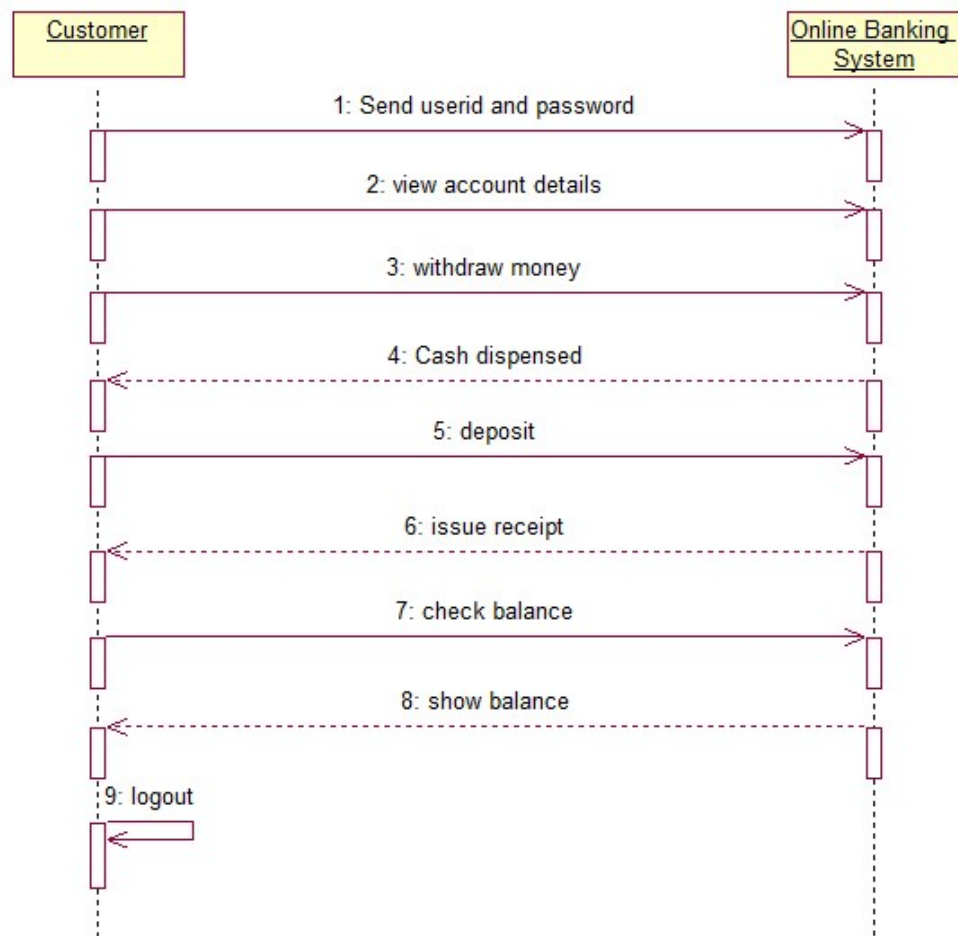 Customer
Online Banking
System
1: Send userid and password
2: view account details
3: withdraw money
4: Cash dispensed
5: deposit
6: issue receipt
7: check balance
8: show balance
9: logout